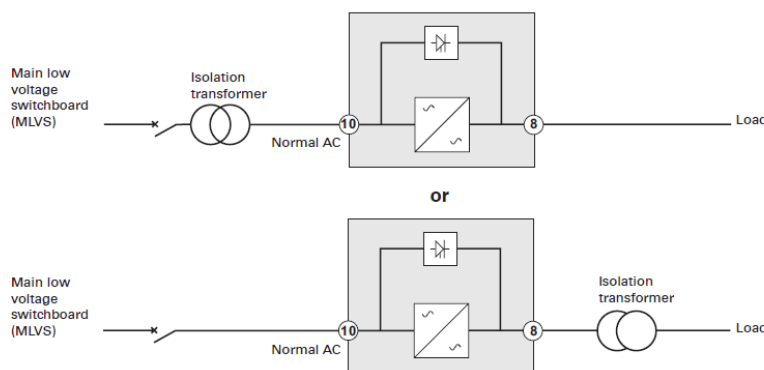 Main low
voltage
switchboard
(MLVS)
Isolation
transformer
10
Normal AC
8
Load
or
Main low
voltage
switchboard
(MLVS)
10
Normal AC
8
Isolation
transformer
Load